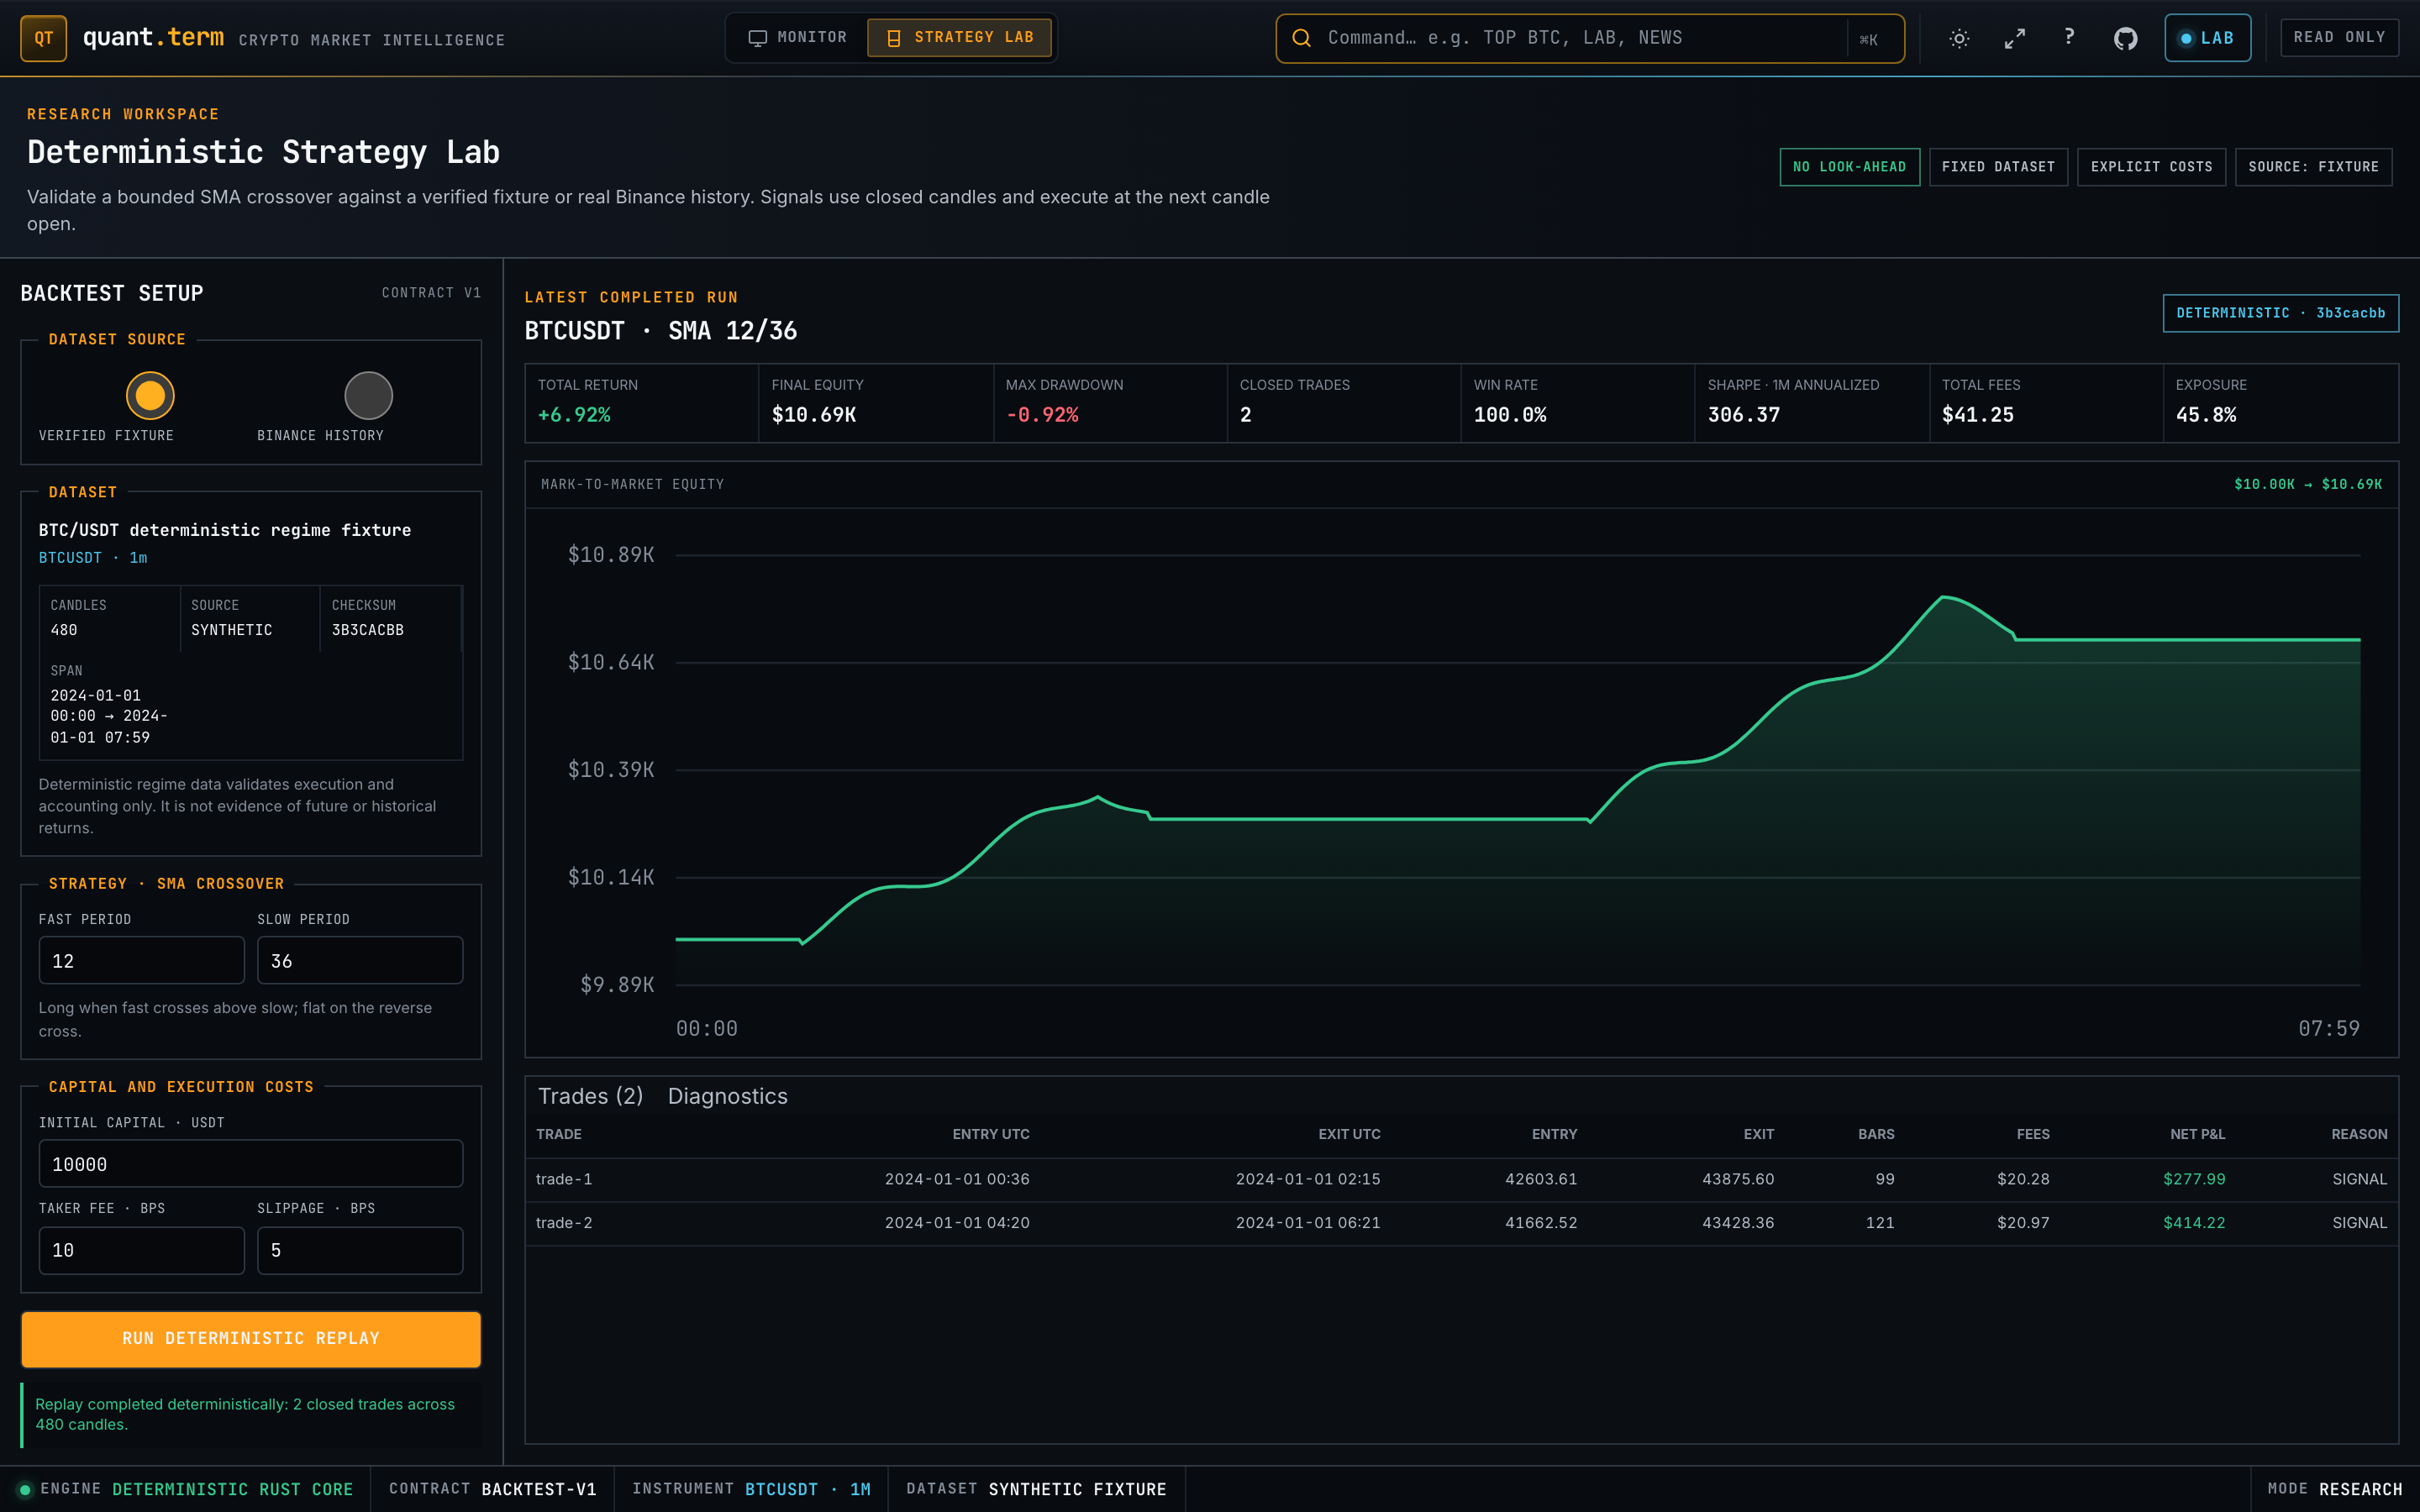 QT quant.term CRYPTO MARKET INTELLIGENCE
MONITOR STRATEGY LAB
Command… e.g. TOP BTC, LAB, NEWS ⌘K
? LAB READ ONLY
RESEARCH WORKSPACE
Deterministic Strategy Lab
Validate a bounded SMA crossover against a verified fixture or real Binance history. Signals use closed candles and execute at the next candle
open.
NO LOOK-AHEAD FIXED DATASET EXPLICIT COSTS SOURCE: FIXTURE
BACKTEST SETUP CONTRACT V1
DATASET SOURCE
VERIFIED FIXTURE BINANCE HISTORY
DATASET
BTC/USDT deterministic regime fixture
BTCUSDT · 1m
CANDLES SOURCE CHECKSUM
480 SYNTHETIC 3B3CACBB
SPAN
2024-01-01
00:00 → 2024-
01-01 07:59
Deterministic regime data validates execution and
accounting only. It is not evidence of future or historical
returns.
STRATEGY · SMA CROSSOVER
FAST PERIOD SLOW PERIOD
12 36
Long when fast crosses above slow; flat on the reverse
cross.
CAPITAL AND EXECUTION COSTS
INITIAL CAPITAL · USDT
10000
TAKER FEE · BPS SLIPPAGE · BPS
10 5
RUN DETERMINISTIC REPLAY
Replay completed deterministically: 2 closed trades across
480 candles.
LATEST COMPLETED RUN
BTCUSDT · SMA 12/36
DETERMINISTIC · 3b3cacbb
TOTAL RETURN FINAL EQUITY MAX DRAWDOWN CLOSED TRADES WIN RATE SHARPE · 1M ANNUALIZED TOTAL FEES EXPOSURE
+6.92% $10.69K -0.92% 2 100.0% 306.37 $41.25 45.8%
MARK-TO-MARKET EQUITY $10.00K → $10.69K
$10.89K
$10.64K
$10.39K
$10.14K
$9.89K
00:00 07:59
Trades (2) Diagnostics
TRADE ENTRY UTC EXIT UTC ENTRY EXIT BARS FEES NET P&L REASON
trade-1 2024-01-01 00:36 2024-01-01 02:15 42603.61 43875.60 99 $20.28 $277.99 SIGNAL
trade-2 2024-01-01 04:20 2024-01-01 06:21 41662.52 43428.36 121 $20.97 $414.22 SIGNAL
ENGINE DETERMINISTIC RUST CORE CONTRACT BACKTEST-V1 INSTRUMENT BTCUSDT · 1M DATASET SYNTHETIC FIXTURE MODE RESEARCH